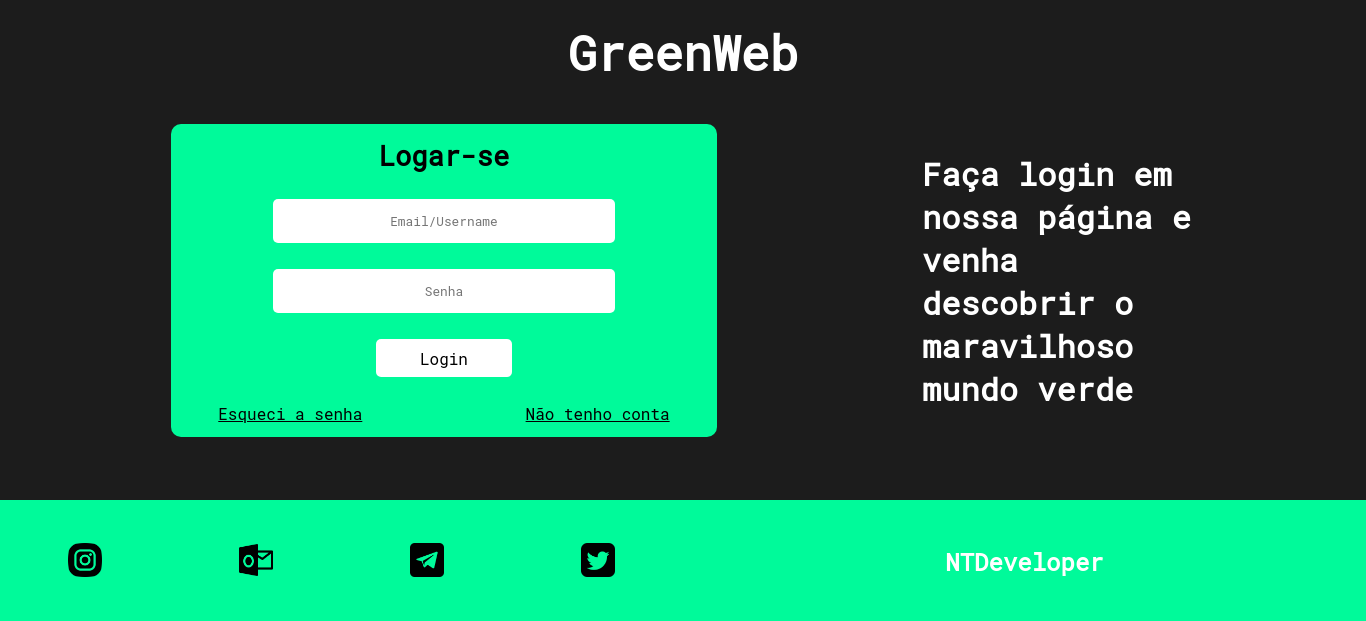 GreenWeb
Logar-se
Email/Username
Senha
Login
Esqueci a senha
Não tenho conta
Faça login em
nossa página e
venha
descobrir o
maravilhoso
mundo verde
NTDeveloper